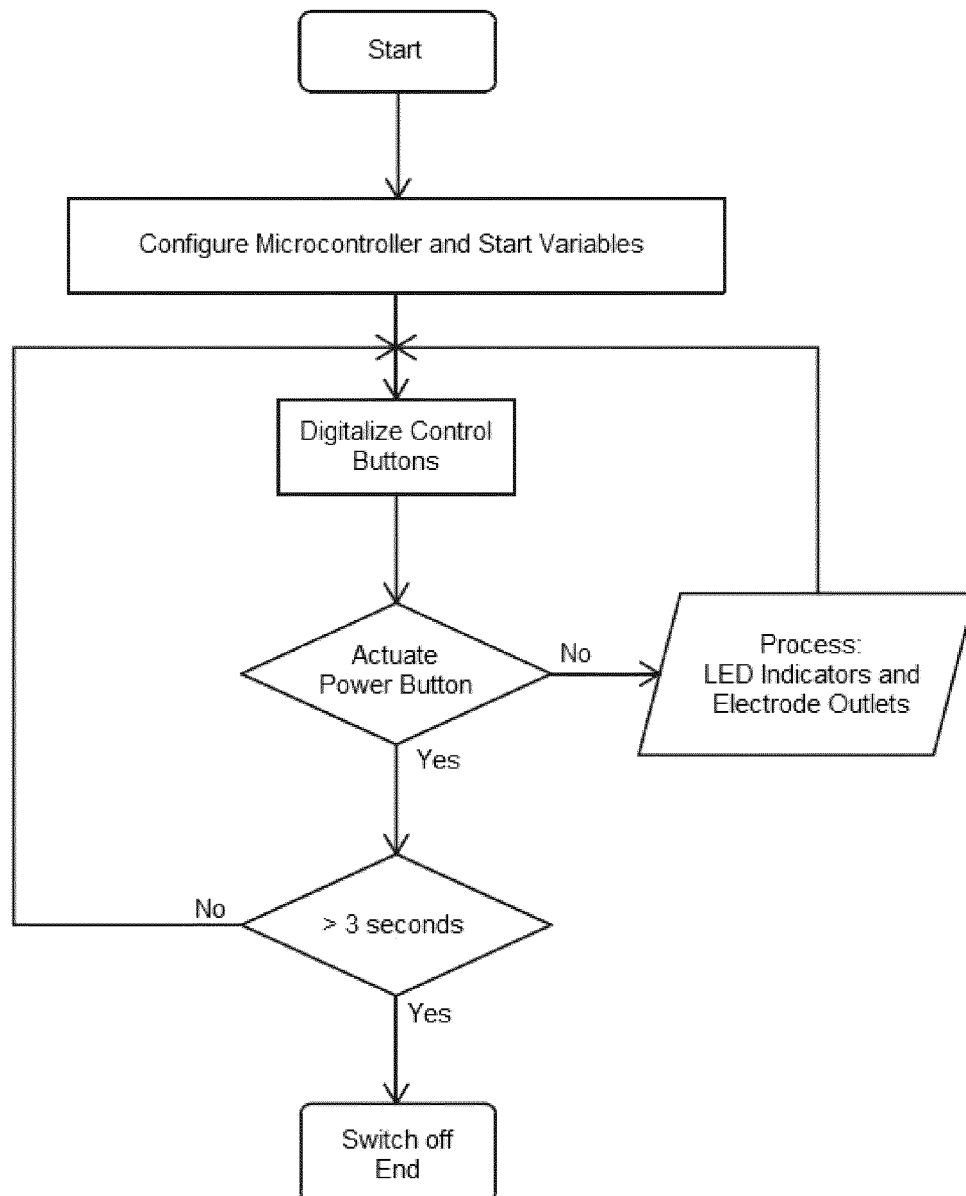 Start
Configure Microcontroller and Start Variables
Digitalize Control
Buttons
Actuate
Power Button
No
Process:
LED Indicators and
Electrode Outlets
Yes
> 3 seconds
No
Yes
Switch off
End